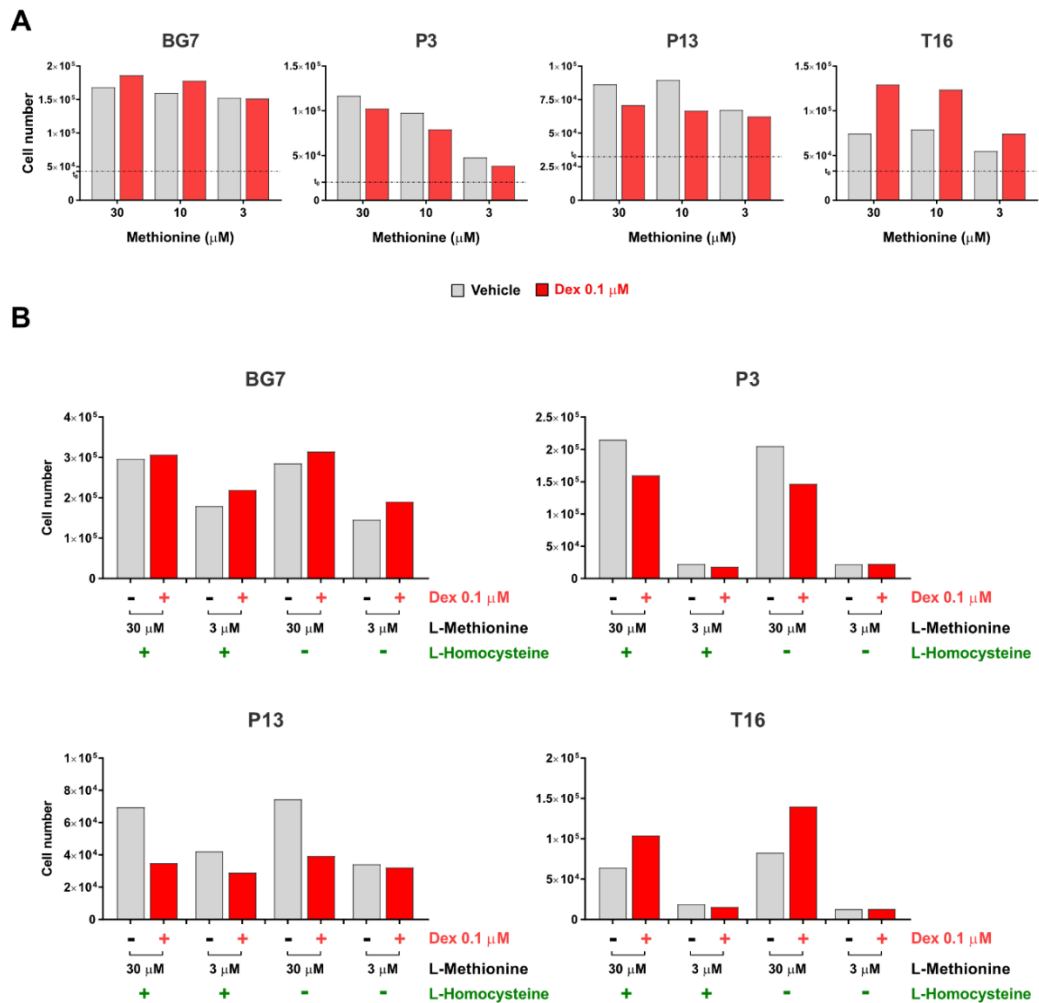 A
BG7
P3
P13
T16
Cell number
2×10⁵
1.5×10⁵
1×10⁵
5×10⁴
t₀
0
30 10 3
Methionine (μM)
1.5×10⁵
1×10⁵
5×10⁴
t₀
0
30 10 3
Methionine (μM)
1×10⁵
7.5×10⁴
5×10⁴
t₀
2.5×10⁴
0
30 10 3
Methionine (μM)
1.5×10⁵
1×10⁵
5×10⁴
t₀
0
30 10 3
Methionine (μM)
Vehicle Dex 0.1 μM
B
BG7
Cell number
4×10⁵
3×10⁵
2×10⁵
1×10⁵
0
- + - + - + - + Dex 0.1 μM
30 μM 3 μM 30 μM 3 μM L-Methionine
+ + - - L-Homocysteine
P3
2.5×10⁵
2×10⁵
1.5×10⁵
1×10⁵
5×10⁴
0
- + - + - + - + Dex 0.1 μM
30 μM 3 μM 30 μM 3 μM L-Methionine
+ + - - L-Homocysteine
P13
Cell number
1×10⁵
8×10⁴
6×10⁴
4×10⁴
2×10⁴
0
- + - + - + - + Dex 0.1 μM
30 μM 3 μM 30 μM 3 μM L-Methionine
+ + - - L-Homocysteine
T16
2×10⁵
1.5×10⁵
1×10⁵
5×10⁴
0
- + - + - + - + Dex 0.1 μM
30 μM 3 μM 30 μM 3 μM L-Methionine
+ + - - L-Homocysteine